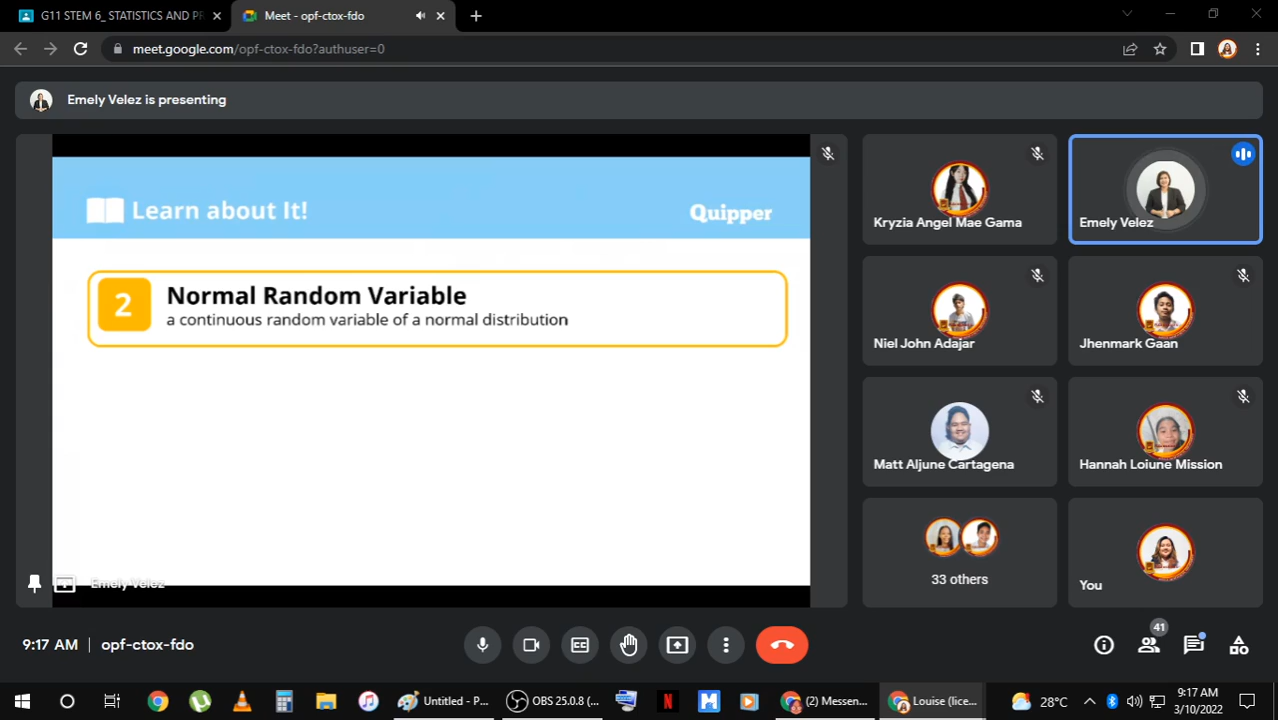 G11 STEM 6_ STATISTICS AND PR
Meet - opf-ctox-fdo
meet.google.com/opf-ctox-fdo?authuser=0
Emely Velez is presenting
Learn about It!
Quipper
2
Normal Random Variable
a continuous random variable of a normal distribution
Emely Velez
Kryzia Angel Mae Gama
Emely Velez
Niel John Adajar
Jhenmark Gaan
Matt Aljune Cartagena
Hannah Loiune Mission
33 others
You
9:17 AM | opf-ctox-fdo
CC
41
Untitled - P...
OBS 25.0.8 (...
(2) Messen...
Louise (lice...
28°C
9:17 AM
3/10/2022